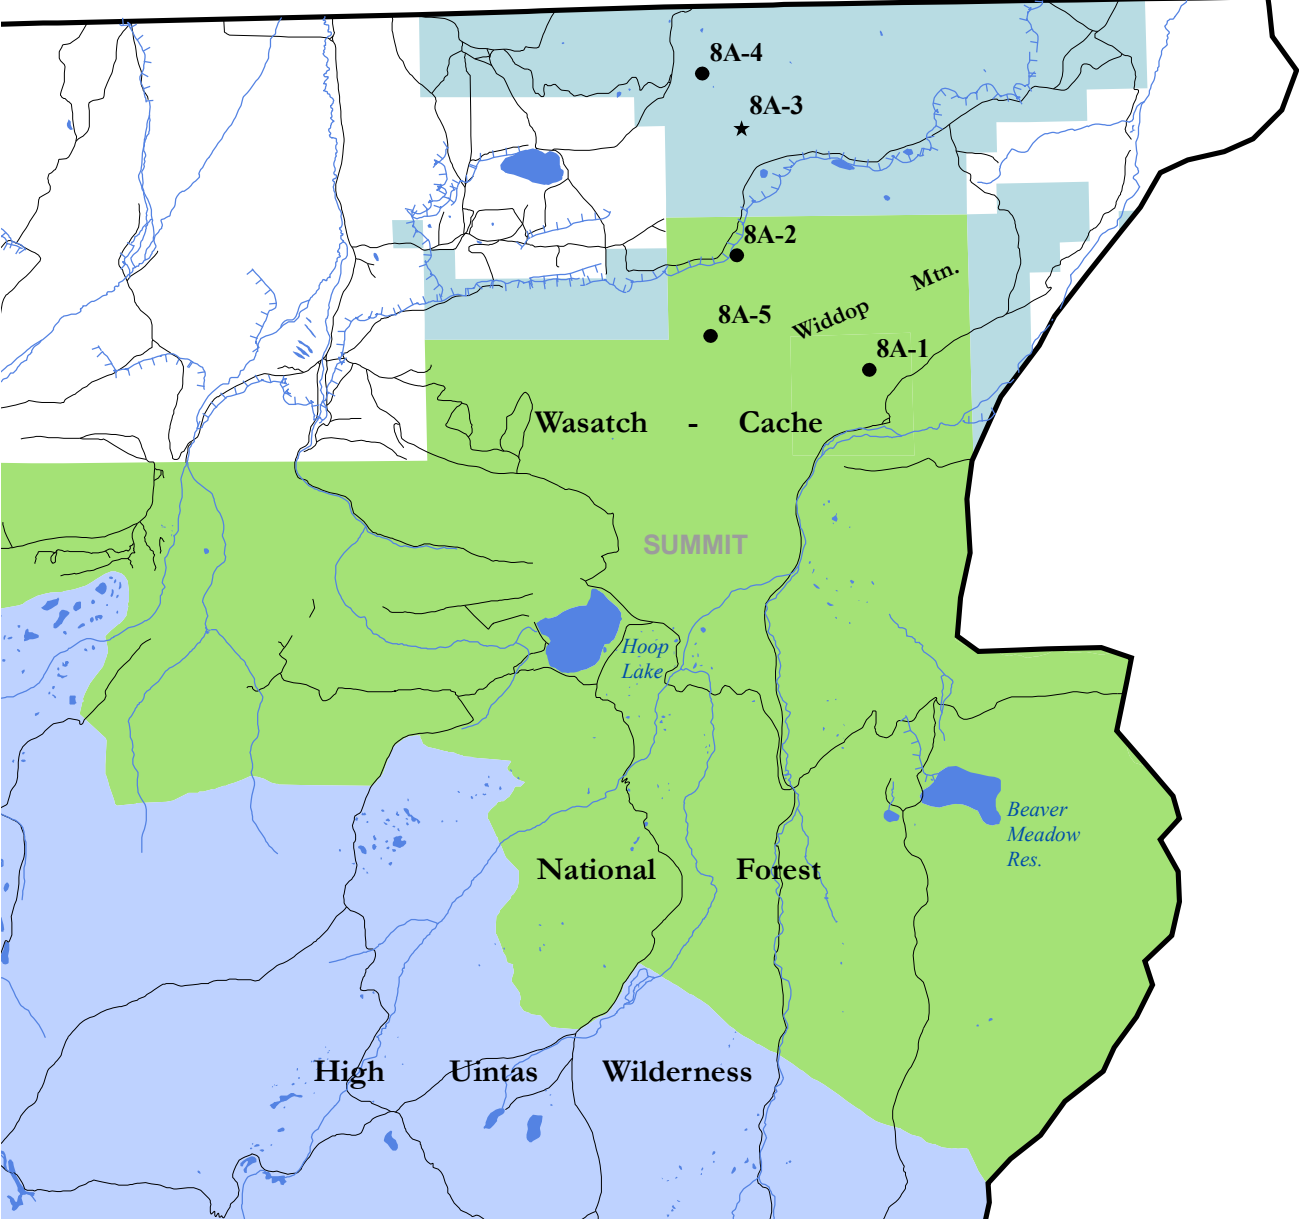 8A-4
8A-3
8A-2
Widdop Mtn.
8A-5
8A-1
Wasatch - Cache
SUMMIT
Hoop
Lake
Beaver
Meadow
Res.
National Forest
High Uintas Wilderness